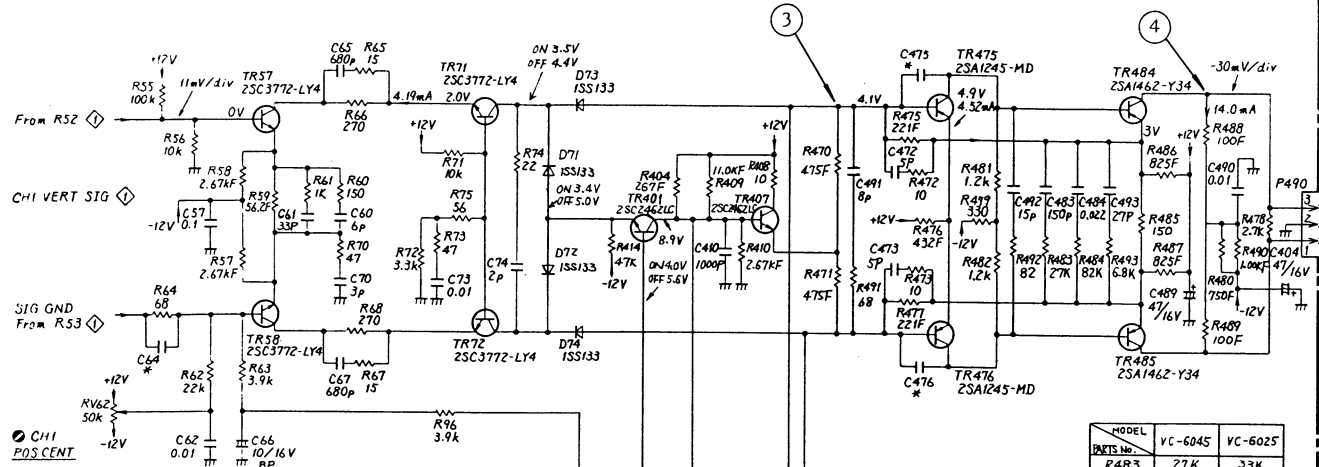 3
4
C65
680p
R65
15
TR71
2SC3772-LY4
ON 3.5V
OFF 4.4V
D73
1SS133
C475
*
TR475
2SA1245-MD
TR484
2SA1462-Y34
-30mV/div
+12V
R55
100k
11mV/div
TR57
2SC3772-LY4
4.19mA
2.0V
R66
270
4.1V
4.9V
4.52mA
14.0mA
From R52 1
0V
R56
10k
+12V
R71
10k
R74
22
D71
1SS133
+12V
R475
221F
C472
5P
R472
10
3V
+12V
R488
100F
R58
2.67kF
R59
56.2F
R61
1K
R60
150
C61
33P
C60
6p
R404
267F
11.0KF
R409
R408
10
R470
475F
C491
8p
R481
1.2k
R486
825F
C490
0.01
P490
3
2
1
CH1 VERT SIG 1
ON 3.4V
OFF 5.0V
TR401
2SC2462LC
TR407
2SC2462LC
R499
330
C492
15p
C483
150p
C484
0.022
C493
27P
R485
150
R478
2.7K
-12V
C57
0.1
R75
56
R73
47
R72
3.3k
C73
0.01
8.9V
+12V
R476
432F
-12V
R57
2.67kF
R70
47
C70
3p
C74
2p
D72
1SS133
R414
47K
-12V
C410
1000P
R410
2.67KF
C473
5P
R473
10
R482
1.2k
R492
82
R483
27K
R484
82K
R493
6.8K
R487
825F
R490
1.00KF
C404
47/16V
R480
750F
-12V
SIG GND
From R53 1
R64
68
C64
*
R68
270
ON 4.0V
OFF 5.6V
R471
475F
R491
68
R477
221F
C489
47
/16V
R489
100F
TR58
2SC3772-LY4
TR72
2SC3772-LY4
D74
1SS133
C67
680p
R67
15
C476
*
TR476
2SA1245-MD
TR485
2SA1462-Y34
+12V
RV62
50K
-12V
R62
22k
R63
3.9k
R96
3.9k
CH1
POS CENT
C62
0.01
C66
10/16V
BP
MODEL
PARTS No.
VC-6045
VC-6025
R483
27K
33K